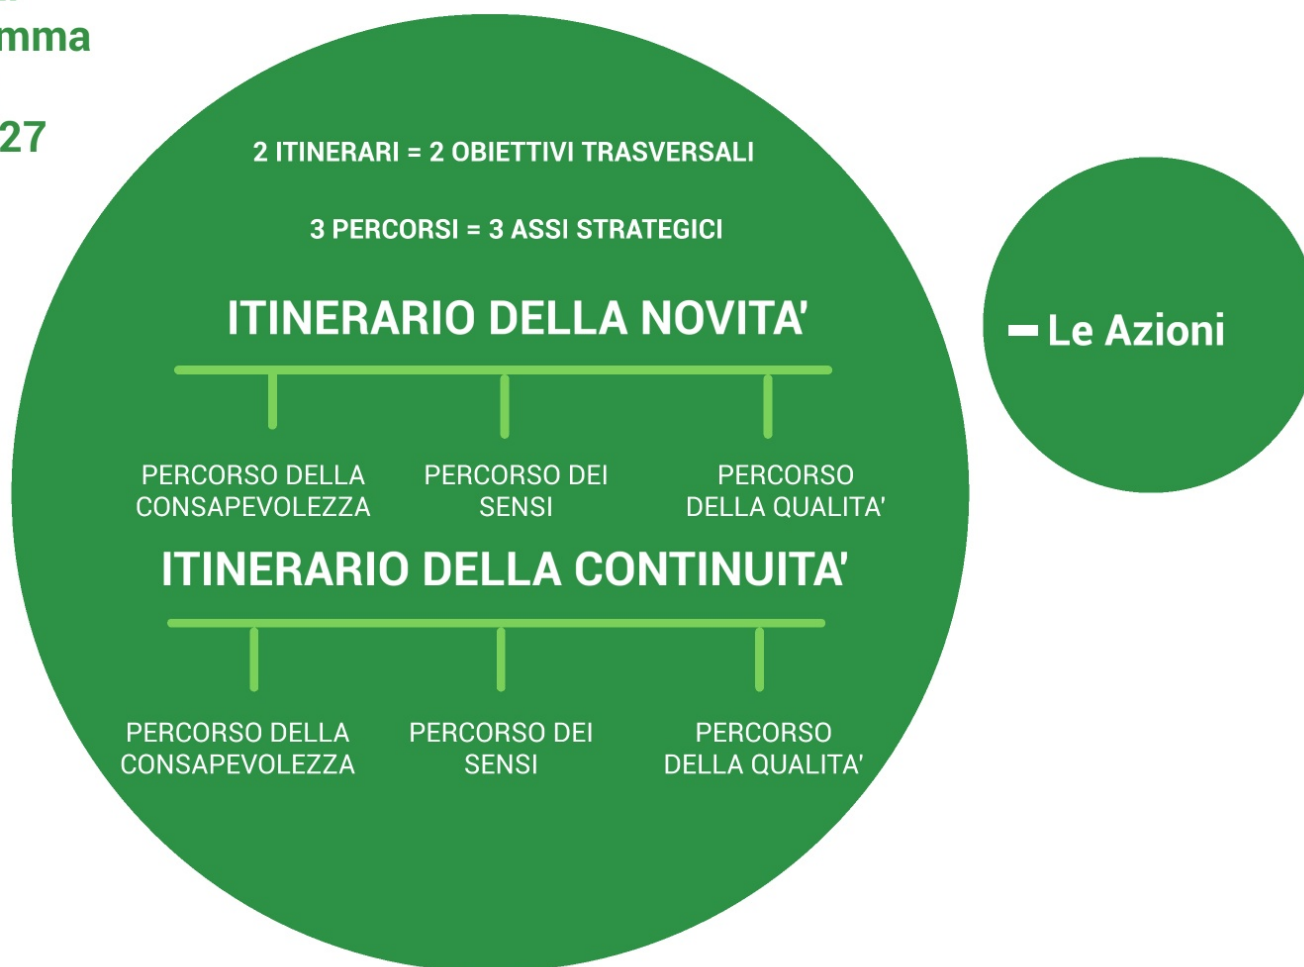 mma
27
2 ITINERARI = 2 OBIETTIVI TRASVERSALI
3 PERCORSI = 3 ASSI STRATEGICI
ITINERARIO DELLA NOVITA'
PERCORSO DELLA
CONSAPEVOLEZZA
PERCORSO DEI
SENSI
PERCORSO
DELLA QUALITA'
ITINERARIO DELLA CONTINUITA'
PERCORSO DELLA
CONSAPEVOLEZZA
PERCORSO DEI
SENSI
PERCORSO
DELLA QUALITA'
- Le Azioni